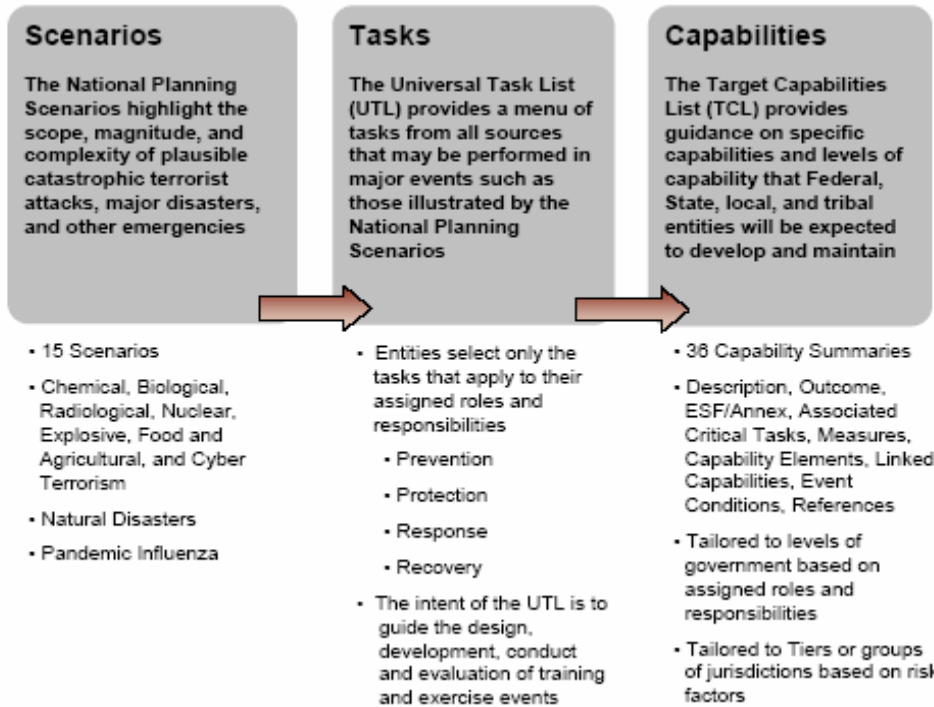 Scenarios
The National Planning
Scenarios highlight the
scope, magnitude, and
complexity of plausible
catastrophic terrorist
attacks, major disasters,
and other emergencies
▪ 15 Scenarios
▪ Chemical, Biological,
Radiological, Nuclear,
Explosive, Food and
Agricultural, and Cyber
Terrorism
▪ Natural Disasters
▪ Pandemic Influenza
Tasks
The Universal Task List
(UTL) provides a menu of
tasks from all sources
that may be performed in
major events such as
those illustrated by the
National Planning
Scenarios
▪ Entities select only the
tasks that apply to their
assigned roles and
responsibilities
▪ Prevention
▪ Protection
▪ Response
▪ Recovery
▪ The intent of the UTL is to
guide the design,
development, conduct
and evaluation of training
and exercise events
Capabilities
The Target Capabilities
List (TCL) provides
guidance on specific
capabilities and levels of
capability that Federal,
State, local, and tribal
entities will be expected
to develop and maintain
▪ 36 Capability Summaries
▪ Description, Outcome,
ESF/Annex, Associated
Critical Tasks, Measures,
Capability Elements, Linked
Capabilities, Event
Conditions, References
▪ Tailored to levels of
government based on
assigned roles and
responsibilities
▪ Tailored to Tiers or groups
of jurisdictions based on risk
factors